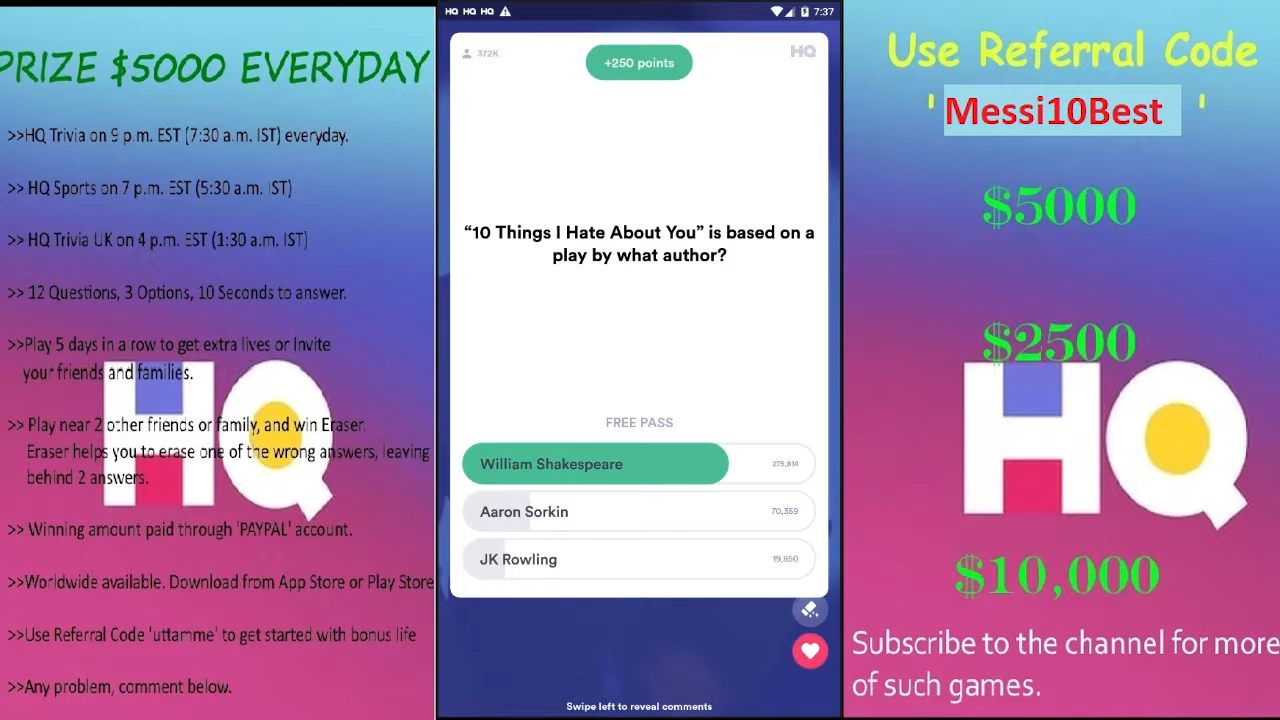 PRIZE $5000 EVERYDAY
>>HQ Trivia on 9 p.m. EST (7:30 a.m. IST) everyday.
>> HQ Sports on 7 p.m. EST (5:30 a.m. IST)
>> HQ Trivia UK on 4 p.m. EST (1:30 a.m. IST)
>> 12 Questions, 3 Options, 10 Seconds to answer.
>>Play 5 days in a row to get extra lives or Invite
your friends and families.
>> Play near 2 other friends or family, and win Eraser.
Eraser helps you to erase one of the wrong answers, leaving
behind 2 answers.
>> Winning amount paid through 'PAYPAL' account.
>>Worldwide available. Download from App Store or Play Store
>>Use Referral Code 'uttamme' to get started with bonus life
>>Any problem, comment below.
HQ
HQ HQ HQ 7:37
372K
+250 points
HQ
“10 Things I Hate About You” is based on a
play by what author?
FREE PASS
William Shakespeare 275,814
Aaron Sorkin 70,359
JK Rowling 19,850
Swipe left to reveal comments
Use Referral Code
' Messi10Best '
$5000
$2500
HQ
$10,000
Subscribe to the channel for more
of such games.